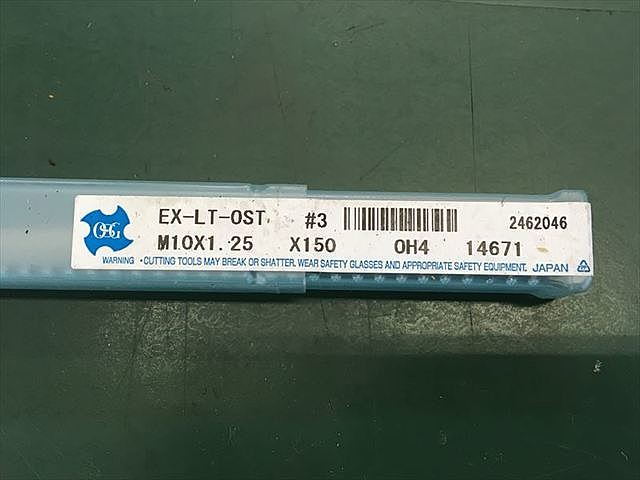 OSG
EX-LT-OST #3 2462046
M10X1.25 X150 OH4 14671
WARNING • CUTTING TOOLS MAY BREAK OR SHATTER. WEAR SAFETY GLASSES AND APPROPRIATE SAFETY EQUIPMENT. JAPAN